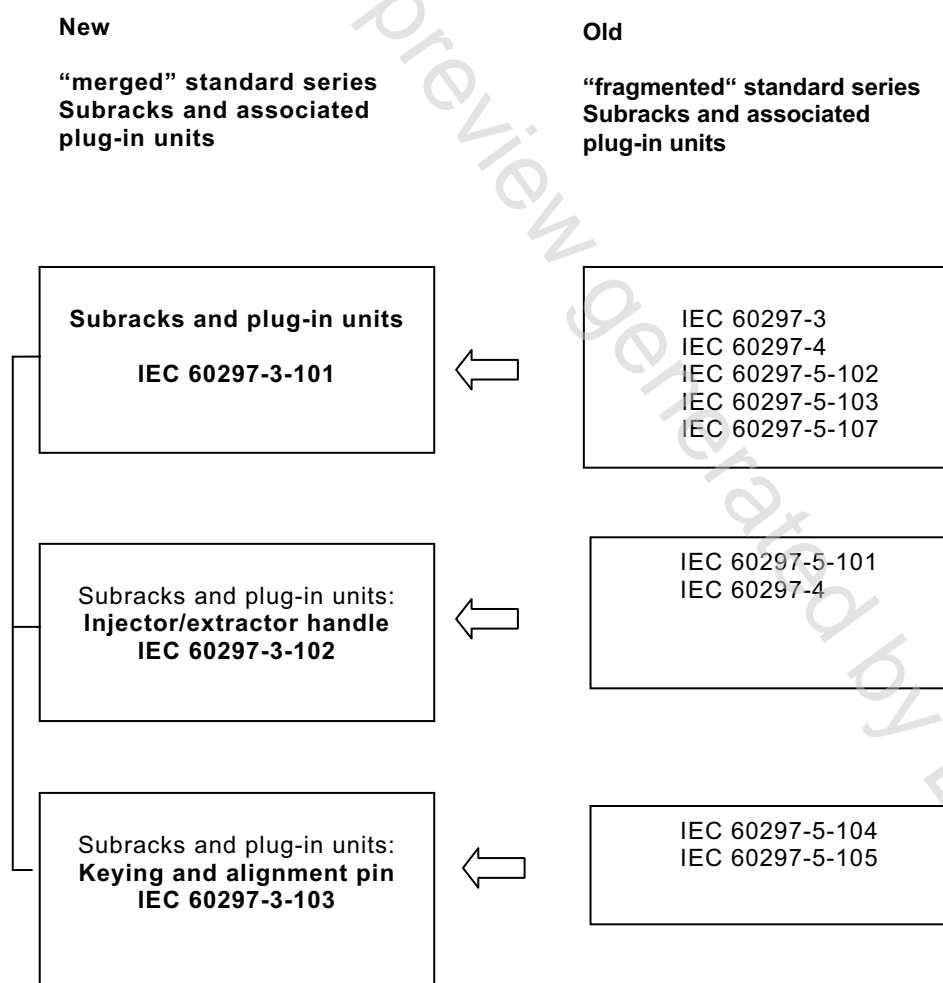 New
“merged” standard series
Subracks and associated
plug-in units
Old
“fragmented“ standard series
Subracks and associated
plug-in units
Subracks and plug-in units
IEC 60297-3-101
IEC 60297-3
IEC 60297-4
IEC 60297-5-102
IEC 60297-5-103
IEC 60297-5-107
Subracks and plug-in units:
Injector/extractor handle
IEC 60297-3-102
IEC 60297-5-101
IEC 60297-4
Subracks and plug-in units:
Keying and alignment pin
IEC 60297-3-103
IEC 60297-5-104
IEC 60297-5-105
preview generated by